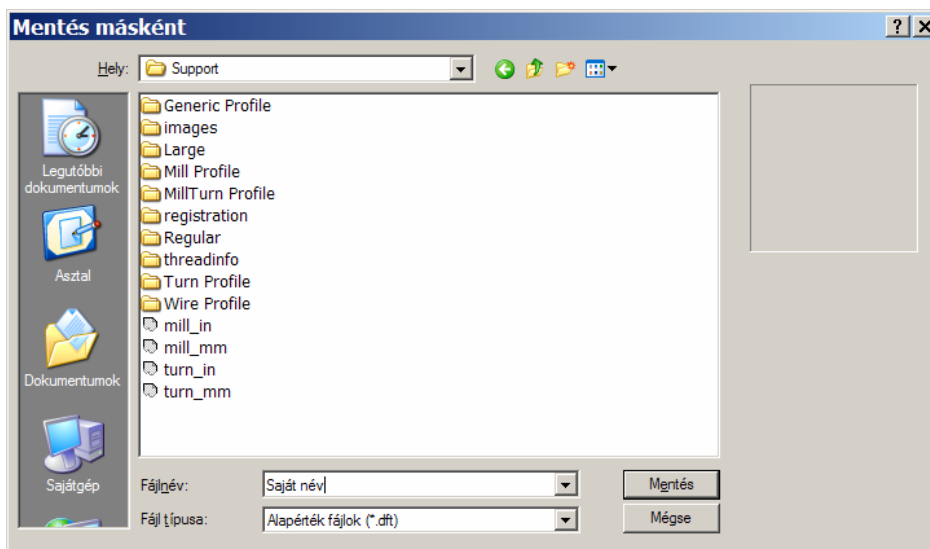 Mentés másként
Hely: Support
Generic Profile
images
Large
Mill Profile
MillTurn Profile
registration
Regular
threadinfo
Turn Profile
Wire Profile
mill_in
mill_mm
turn_in
turn_mm
Legutóbbi
dokumentumok
Asztal
Dokumentumok
Sajátgép
Fájlnév: Saját név Mentés
Fájl típusa: Alapérték fájlok (*.dft) Mégse